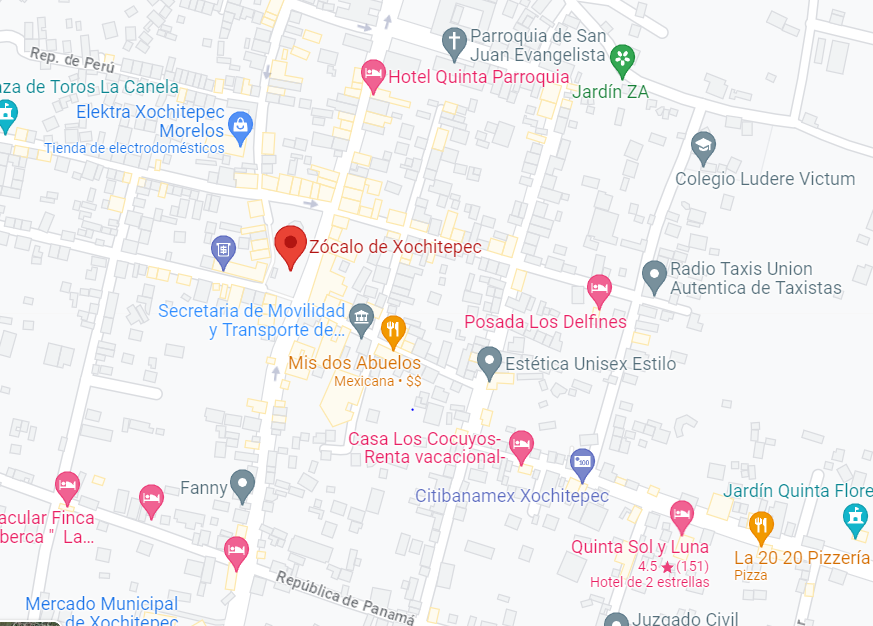 Parroquia de San
Juan Evangelista
Rep. de Perú
Hotel Quinta Parroquia
aza de Toros La Canela
Jardín ZA
Elektra Xochitepec
Morelos
Tienda de electrodomésticos
Colegio Ludere Victum
Zócalo de Xochitepec
Radio Taxis Union
Autentica de Taxistas
Secretaria de Movilidad
y Transporte de...
Posada Los Delfines
Mis dos Abuelos
Mexicana • $$
Estética Unisex Estilo
Casa Los Cocuyos-
Renta vacacional-
Fanny
Citibanamex Xochitepec
Jardín Quinta Flore
acular Finca
berca " La...
Quinta Sol y Luna
4.5 ★ (151)
Hotel de 2 estrellas
La 20 20 Pizzería
Pizza
República de Panamá
Mercado Municipal
de Xochitepec
Juzgado Civil